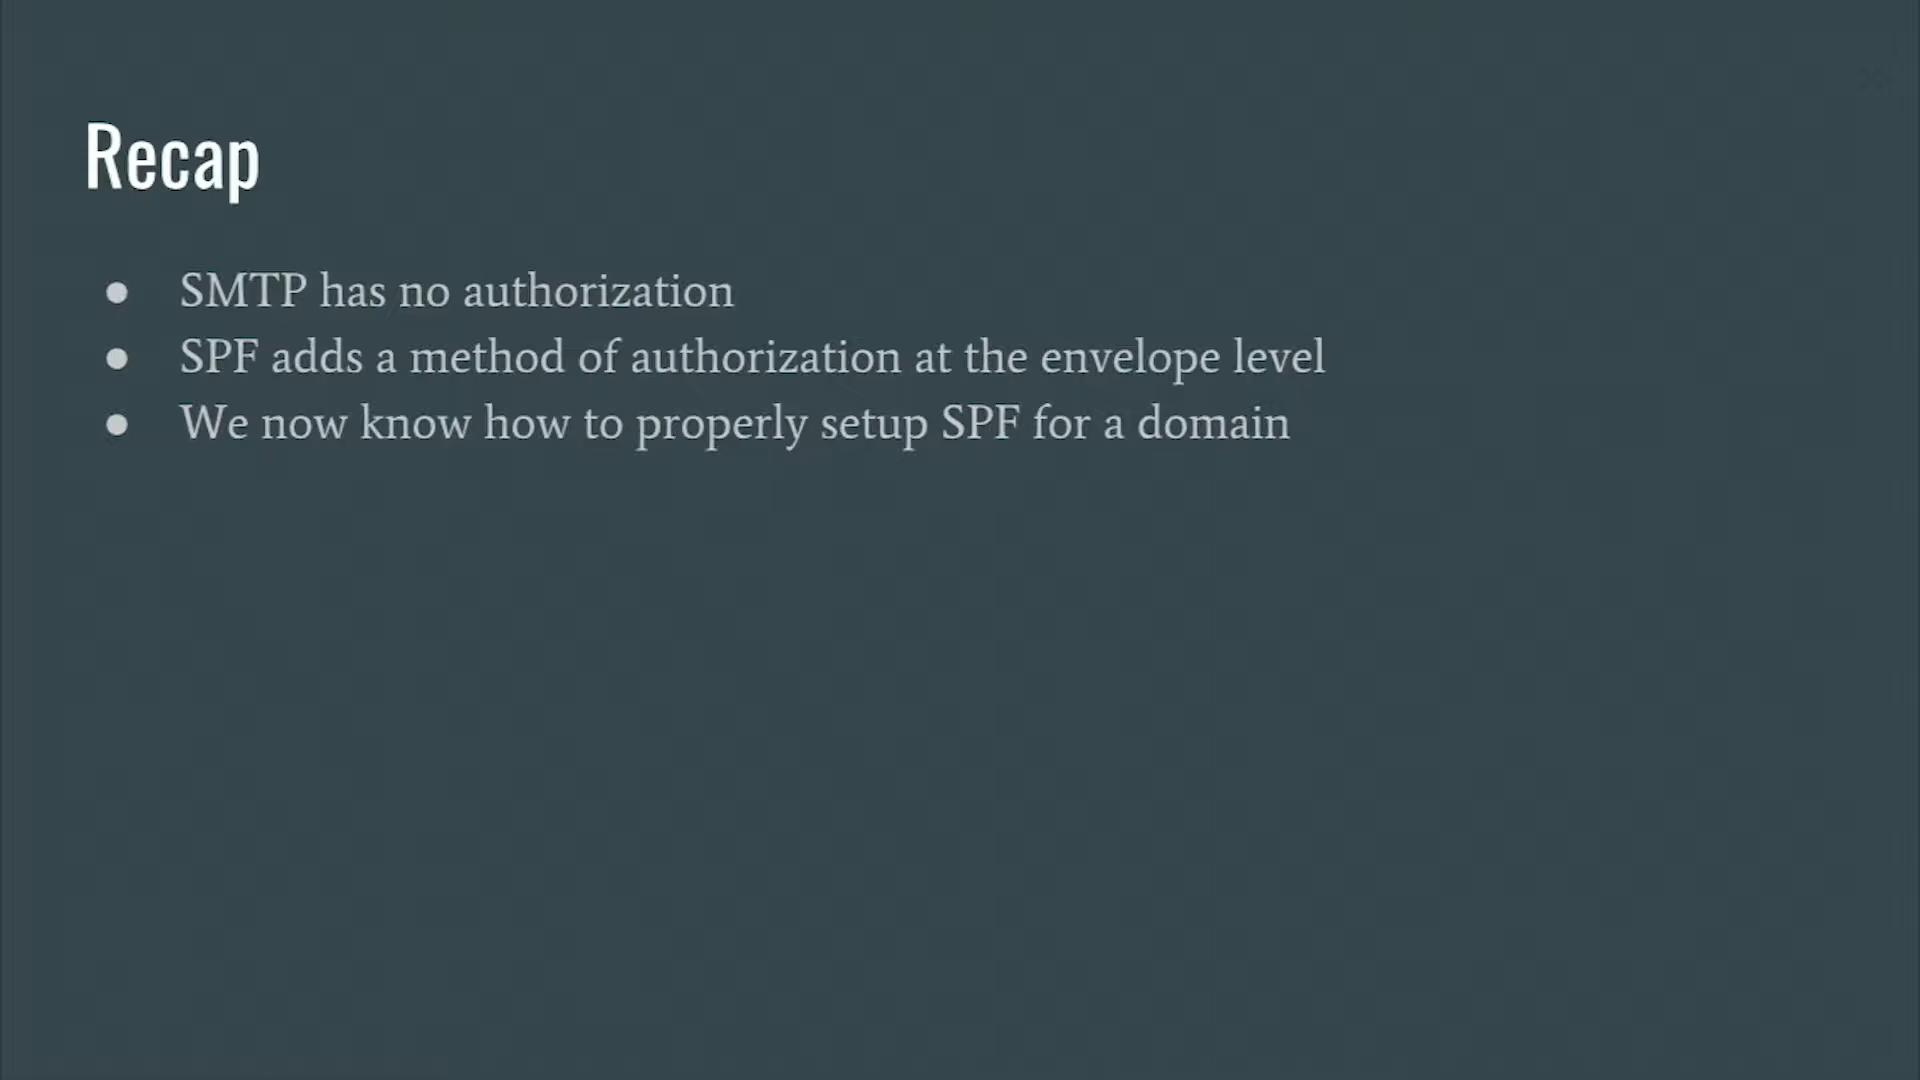 Recap
● SMTP has no authorization
● SPF adds a method of authorization at the envelope level
● We now know how to properly setup SPF for a domain